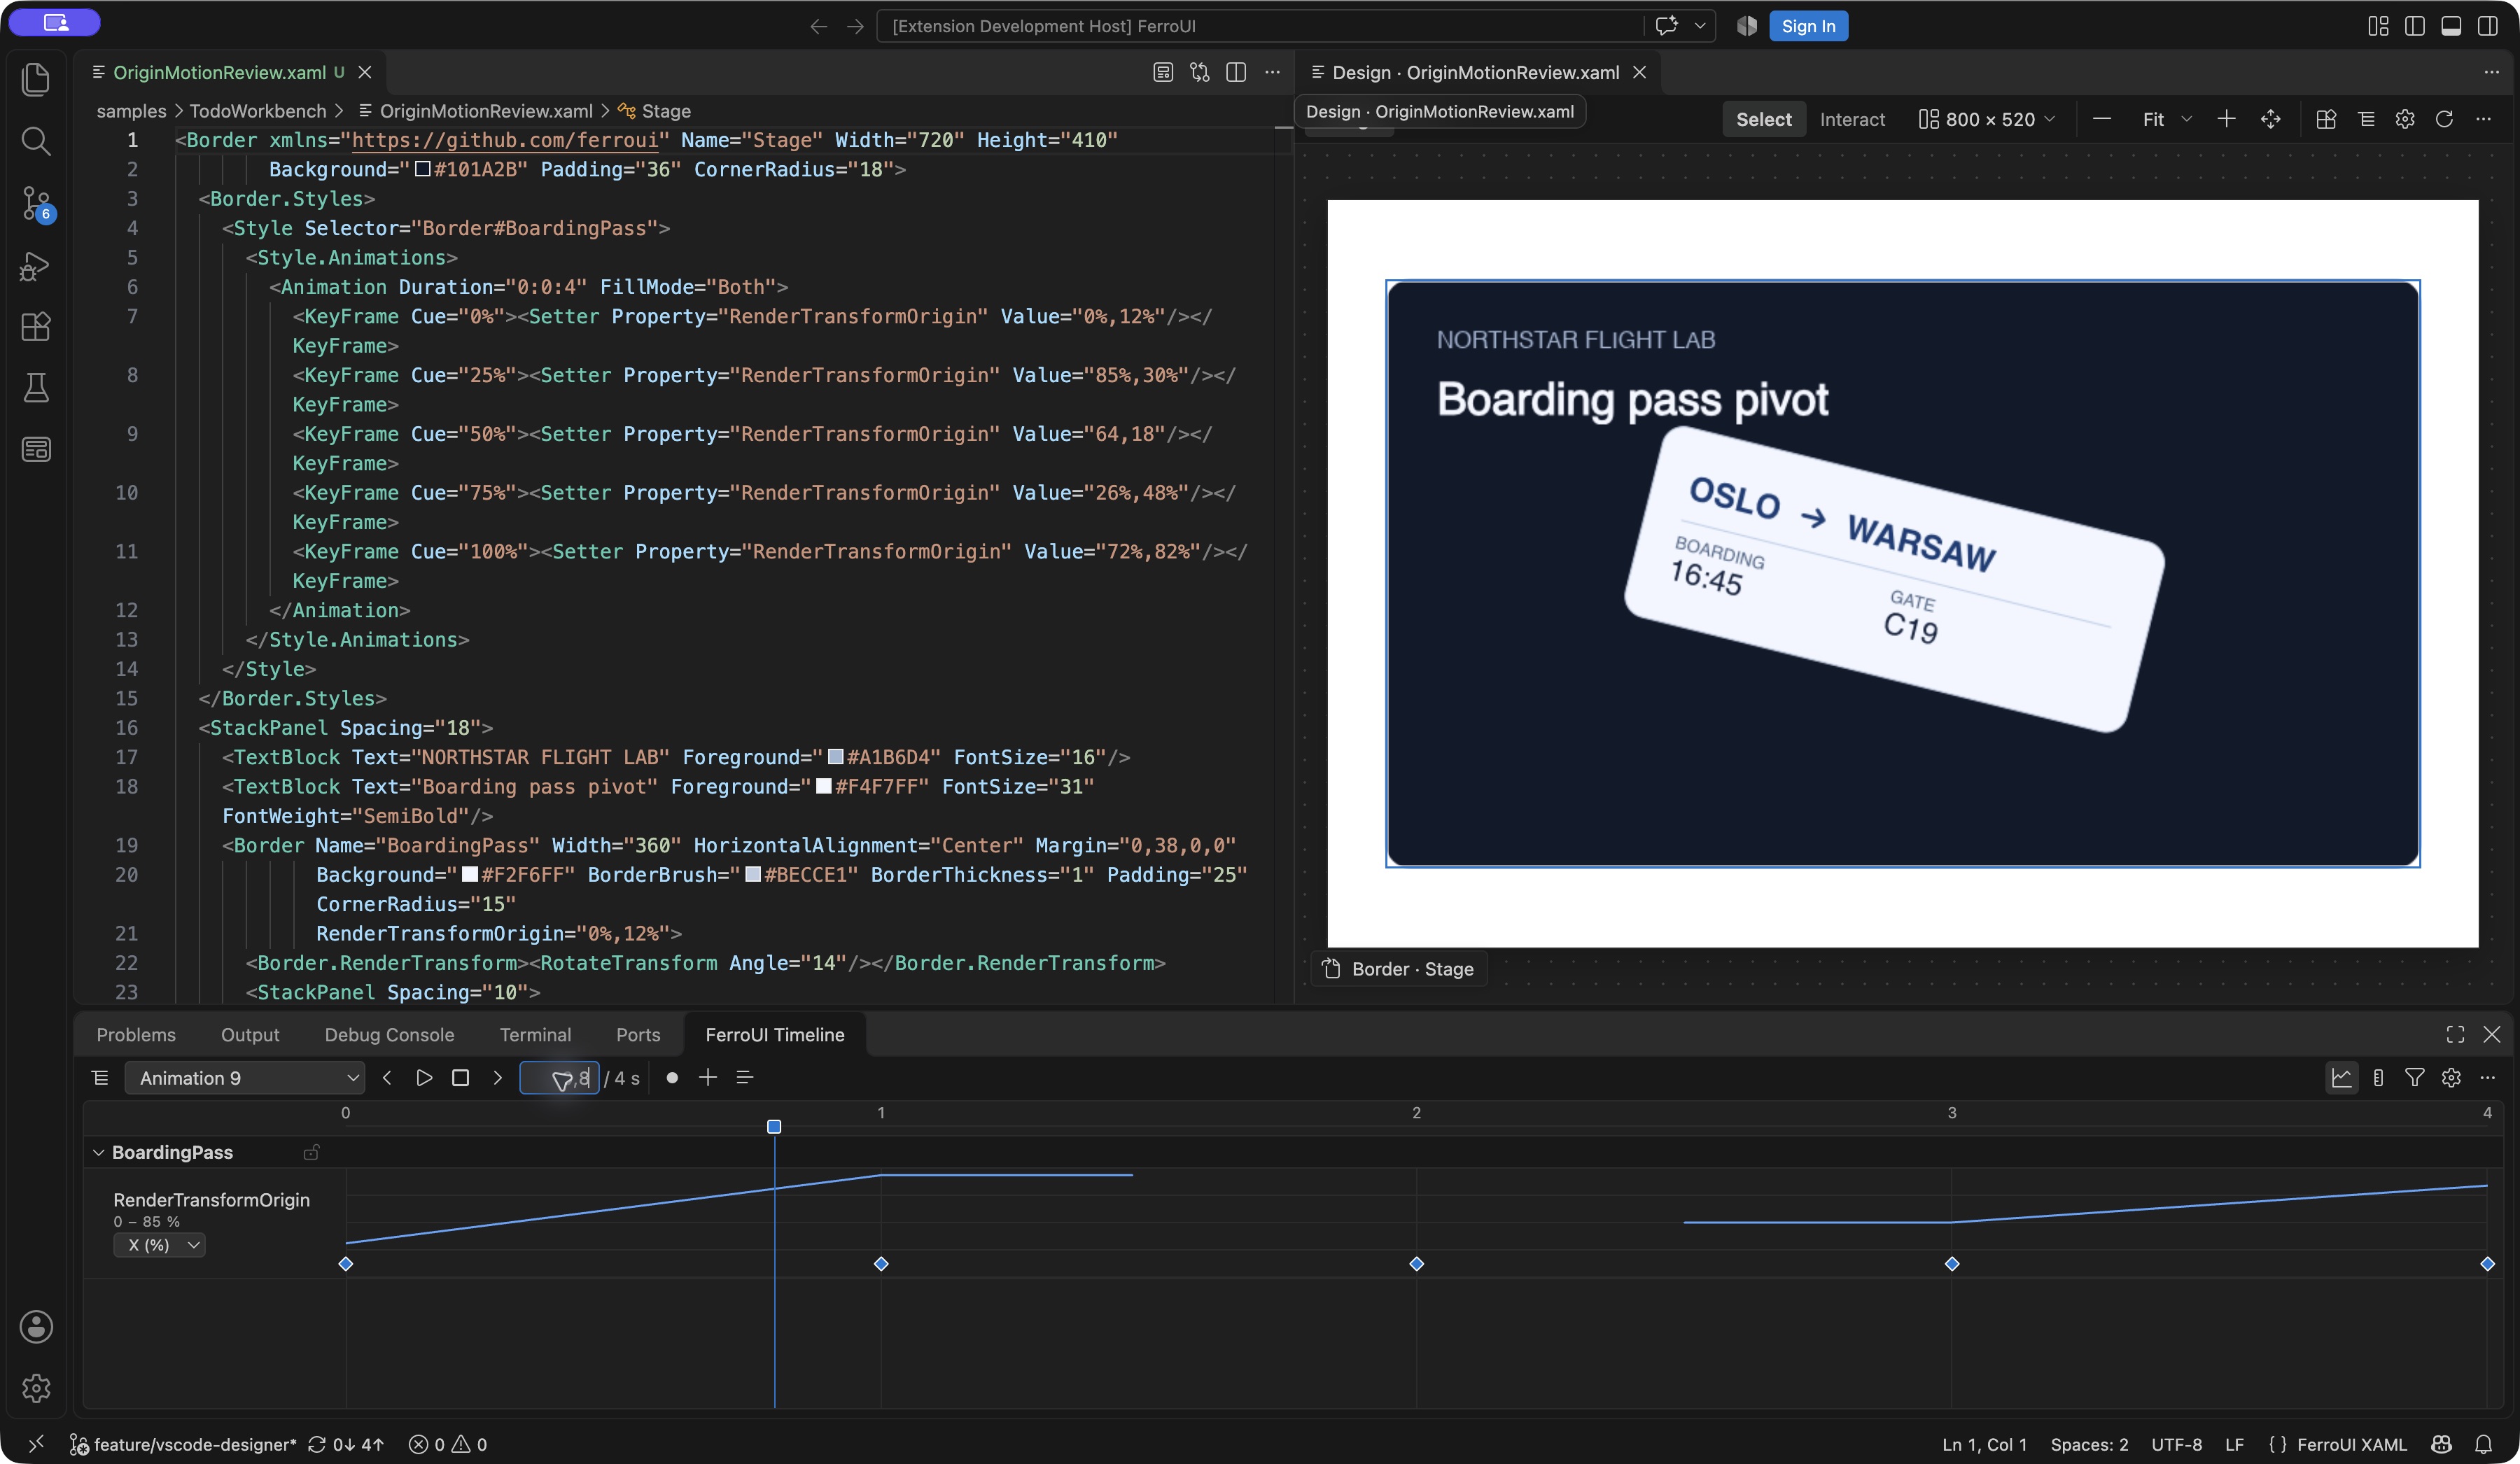 [Extension Development Host] FerroUI
Sign In
OriginMotionReview.xaml U
Design · OriginMotionReview.xaml
samples > TodoWorkbench > OriginMotionReview.xaml > Stage
Design · OriginMotionReview.xaml
Select Interact 800 × 520 Fit
6
1 <Border xmlns="https://github.com/ferroui" Name="Stage" Width="720" Height="410"
2 Background="#101A2B" Padding="36" CornerRadius="18">
3 <Border.Styles>
4 <Style Selector="Border#BoardingPass">
5 <Style.Animations>
6 <Animation Duration="0:0:4" FillMode="Both">
7 <KeyFrame Cue="0%"><Setter Property="RenderTransformOrigin" Value="0%,12%"/></
KeyFrame>
8 <KeyFrame Cue="25%"><Setter Property="RenderTransformOrigin" Value="85%,30%"/></
KeyFrame>
9 <KeyFrame Cue="50%"><Setter Property="RenderTransformOrigin" Value="64,18"/></
KeyFrame>
10 <KeyFrame Cue="75%"><Setter Property="RenderTransformOrigin" Value="26%,48%"/></
KeyFrame>
11 <KeyFrame Cue="100%"><Setter Property="RenderTransformOrigin" Value="72%,82%"/></
KeyFrame>
12 </Animation>
13 </Style.Animations>
14 </Style>
15 </Border.Styles>
16 <StackPanel Spacing="18">
17 <TextBlock Text="NORTHSTAR FLIGHT LAB" Foreground="#A1B6D4" FontSize="16"/>
18 <TextBlock Text="Boarding pass pivot" Foreground="#F4F7FF" FontSize="31"
FontWeight="SemiBold"/>
19 <Border Name="BoardingPass" Width="360" HorizontalAlignment="Center" Margin="0,38,0,0"
20 Background="#F2F6FF" BorderBrush="#BECCE1" BorderThickness="1" Padding="25"
CornerRadius="15"
21 RenderTransformOrigin="0%,12%">
22 <Border.RenderTransform><RotateTransform Angle="14"/></Border.RenderTransform>
23 <StackPanel Spacing="10">
NORTHSTAR FLIGHT LAB
Boarding pass pivot
OSLO → WARSAW
BOARDING
16:45
GATE
C19
Border · Stage
Problems Output Debug Console Terminal Ports FerroUI Timeline
Animation 9 ,8 / 4 s
0 1 2 3 4
BoardingPass
RenderTransformOrigin
0 – 85 %
X (%)
feature/vscode-designer* 0↓ 4↑ 0 0
Ln 1, Col 1 Spaces: 2 UTF-8 LF {} FerroUI XAML